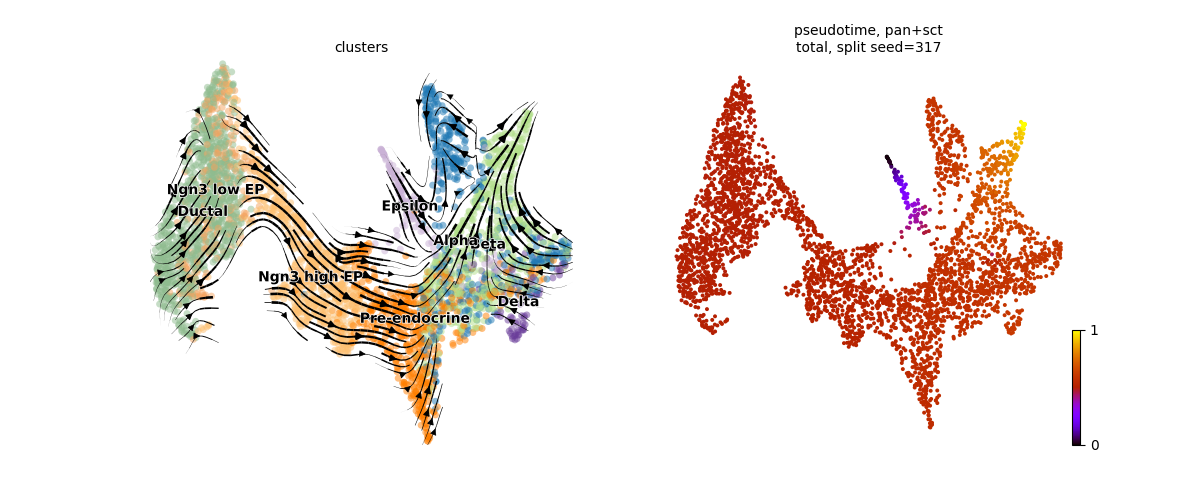 clusters
pseudotime, pan+sct
total, split seed=317
Ngn3 low EP
Ductal
Epsilon
Alpha
eta
Ngn3 high EP
Delta
Pre-endocrine
1
0